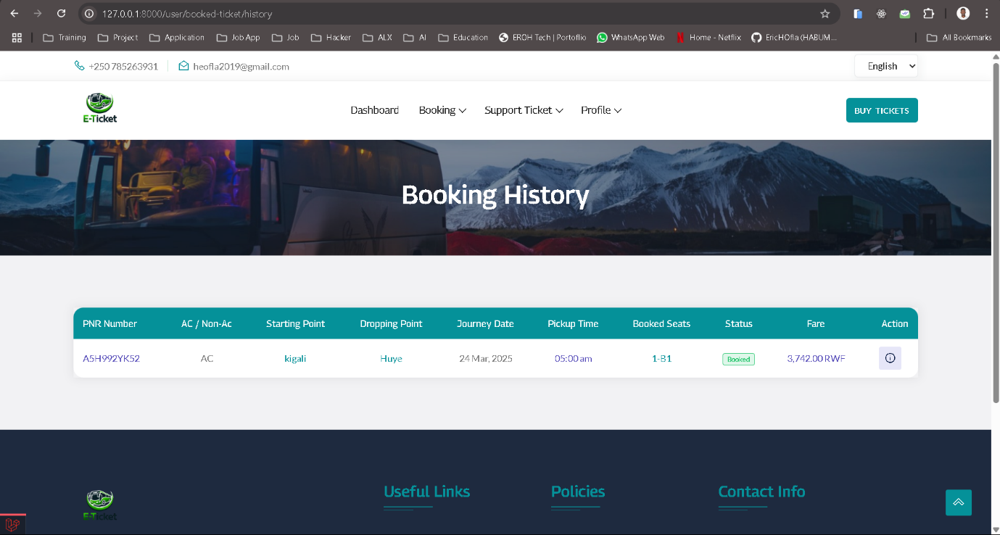 127.0.0.1:8000/user/booked-ticket/history
Training Project Application Job App Job Hacker ALX AI Education EROH Tech | Portoflio WhatsApp Web Home - Netflix EricHOfla (HABUM... All Bookmarks
+250 785263931 heofla2019@gmail.com English
E-Ticket Dashboard Booking Support Ticket Profile BUY TICKETS
Booking History
PNR Number AC / Non-Ac Starting Point Dropping Point Journey Date Pickup Time Booked Seats Status Fare Action
A5H992YK52 AC kigali Huye 24 Mar, 2025 05:00 am 1-B1 Booked 3,742.00 RWF
Useful Links Policies Contact Info
E-Ticket